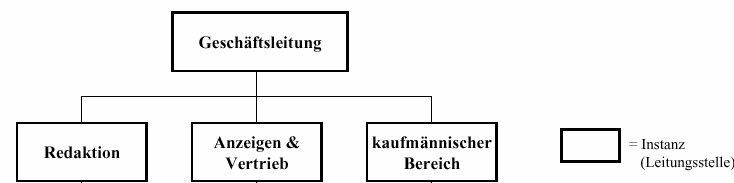 Geschäftsleitung
Redaktion
Anzeigen &
Vertrieb
kaufmännischer
Bereich
= Instanz
(Leitungsstelle)